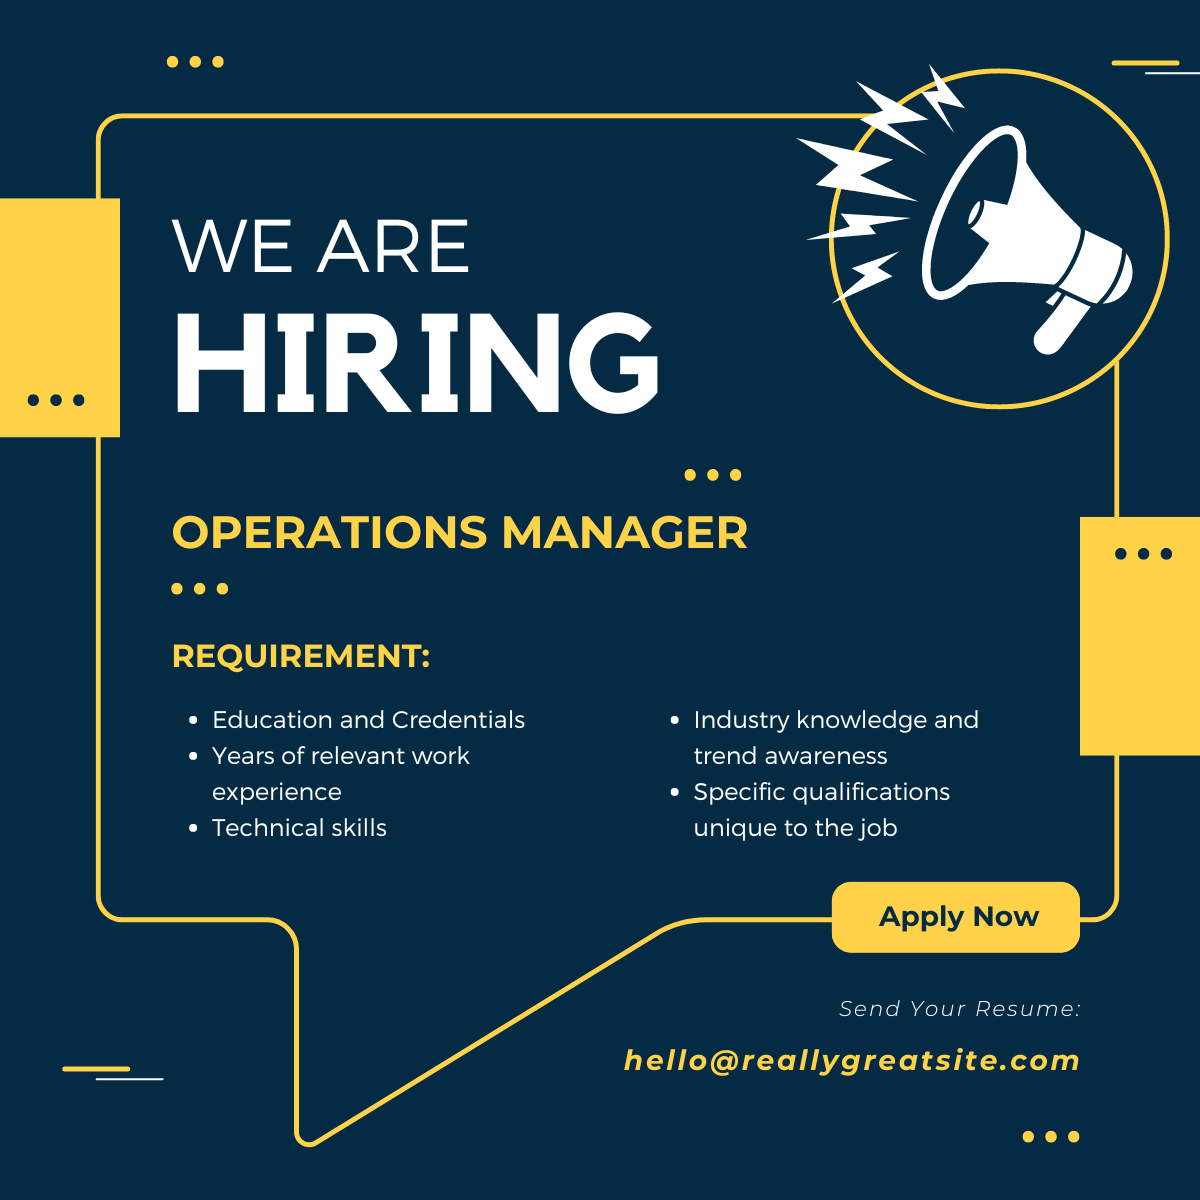 WE ARE
HIRING
OPERATIONS MANAGER
REQUIREMENT:
Education and Credentials
Years of relevant work
experience
Technical skills
Industry knowledge and
trend awareness
Specific qualifications
unique to the job
Apply Now
Send Your Resume:
hello@reallygreatsite.com